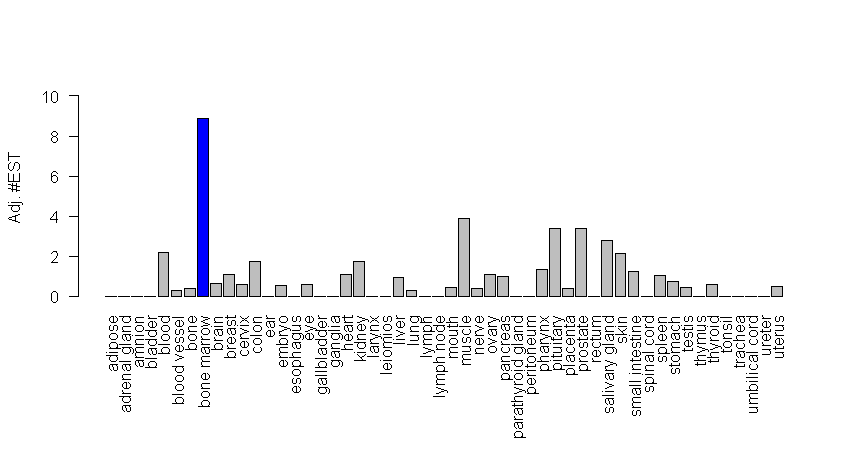 Adj. #EST
10
8
6
4
2
0
adipose
adrenal gland
amnion
bladder
blood
blood vessel
bone
bone marrow
brain
breast
cervix
colon
ear
embryo
esophagus
eye
gallbladder
ganglia
heart
kidney
larynx
leiomios
liver
lung
lymph
lymph node
mouth
muscle
nerve
ovary
pancreas
parathyroid gland
peritoneum
pharynx
pituitary
placenta
prostate
rectum
salivary gland
skin
small intestine
spinal cord
spleen
stomach
testis
thymus
thyroid
tonsil
trachea
umbilical cord
ureter
uterus